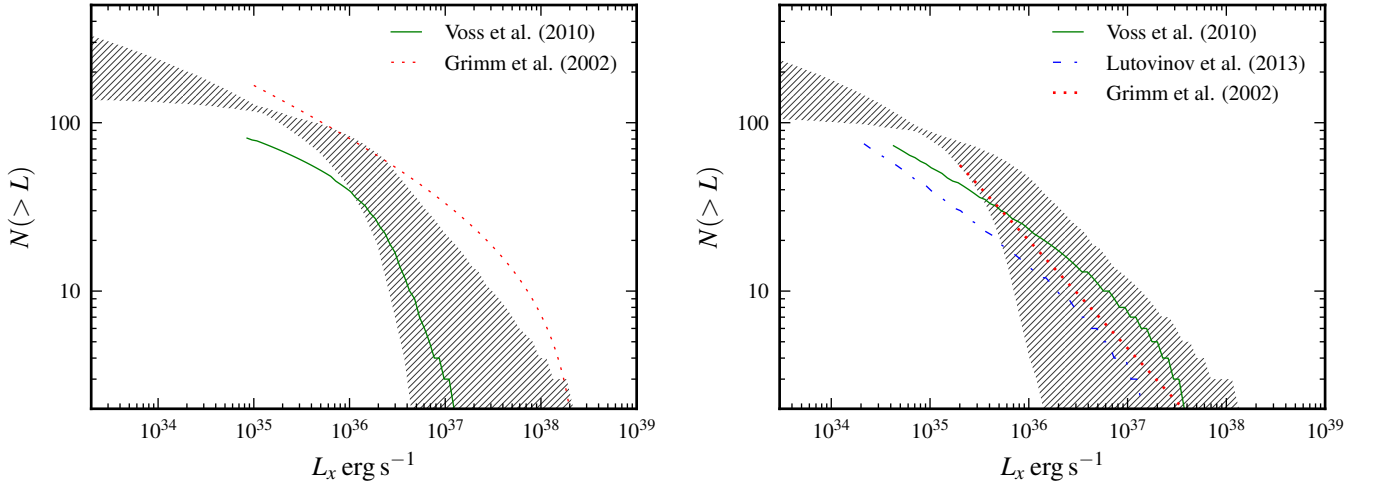 Voss et al. (2010)
Grimm et al. (2002)
100
10
N(> L)
10^34 10^35 10^36 10^37 10^38 10^39
L_x erg s^−1
Voss et al. (2010)
Lutovinov et al. (2013)
Grimm et al. (2002)
100
10
N(> L)
10^34 10^35 10^36 10^37 10^38 10^39
L_x erg s^−1